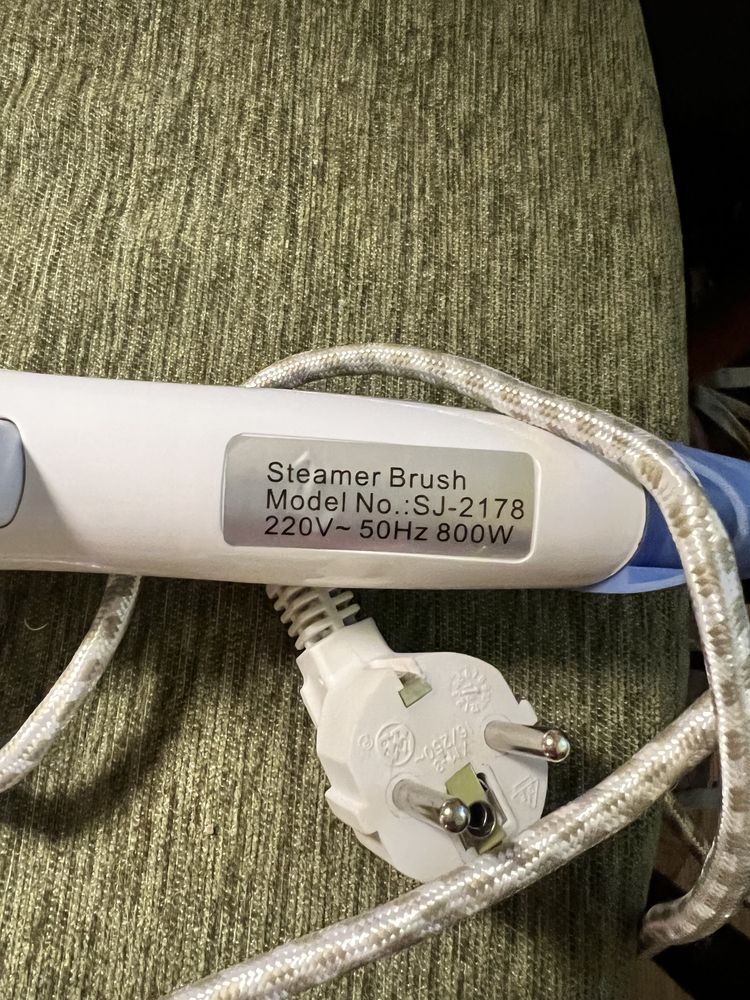 Steamer Brush
Model No.:SJ-2178
220V~ 50Hz 800W